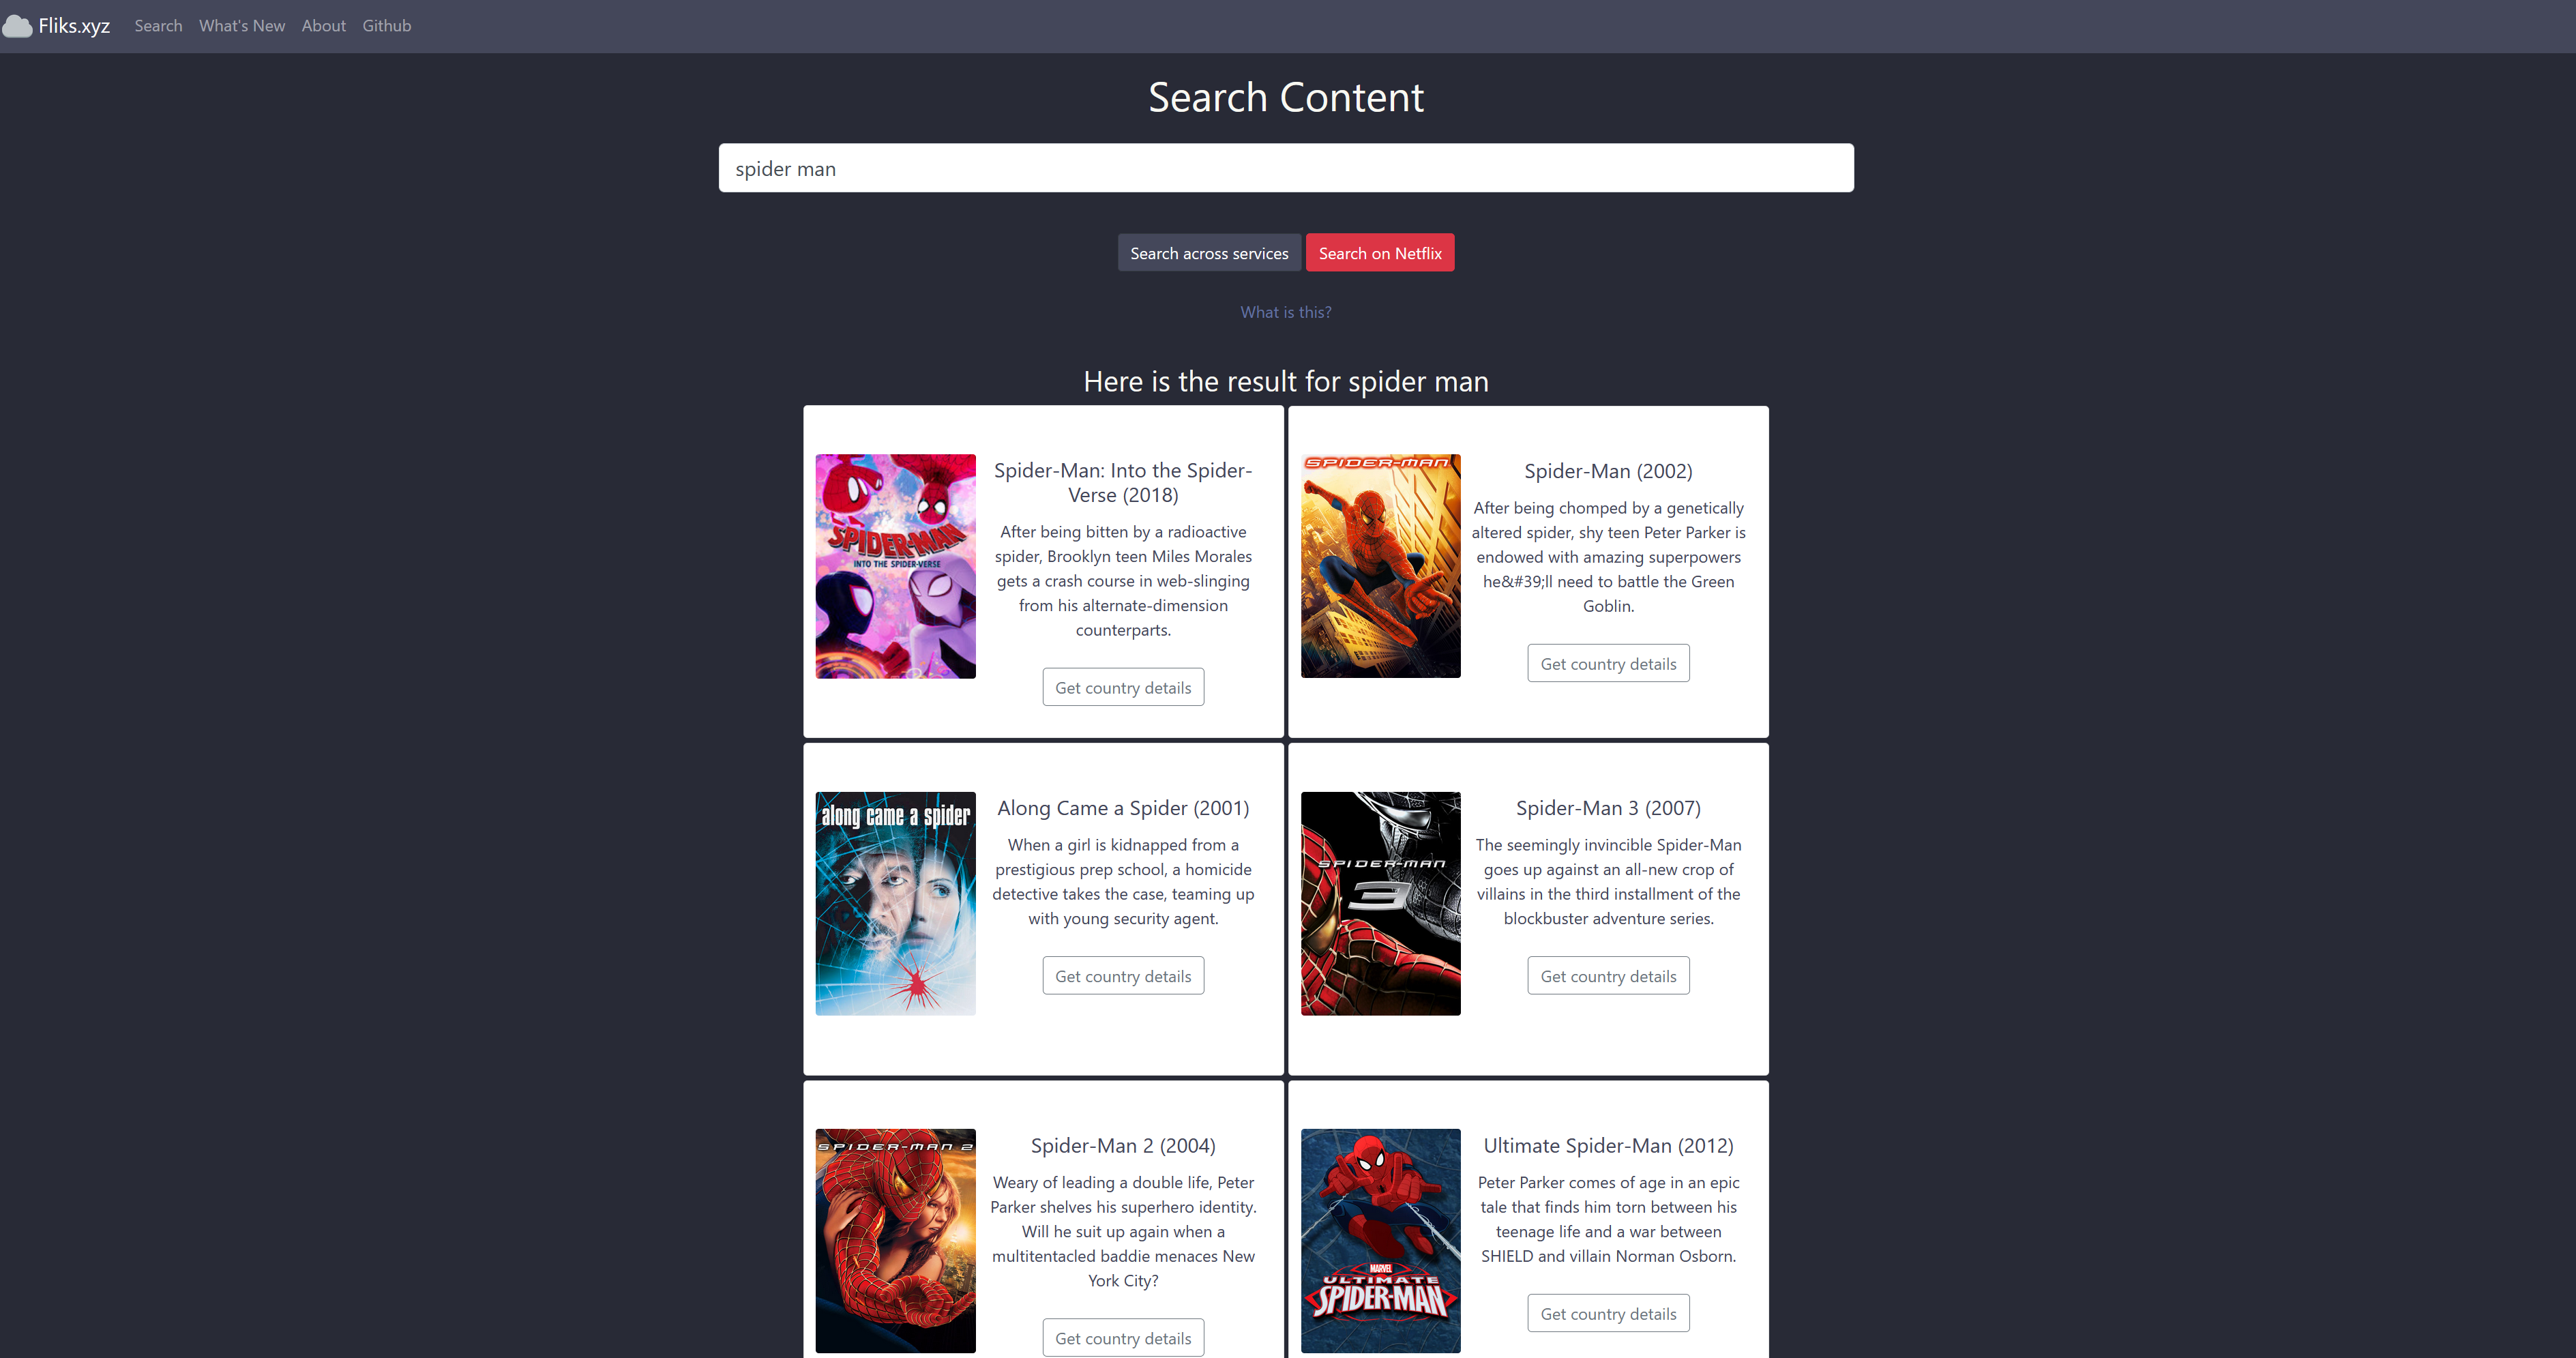 Fliks.xyz Search What's New About Github
Search Content
spider man
Search across services Search on Netflix
What is this?
Here is the result for spider man
SPIDER-MAN
INTO THE SPIDER-VERSE
Spider-Man: Into the Spider-
Verse (2018)
After being bitten by a radioactive
spider, Brooklyn teen Miles Morales
gets a crash course in web-slinging
from his alternate-dimension
counterparts.
Get country details
SPIDER-MAN
Spider-Man (2002)
After being chomped by a genetically
altered spider, shy teen Peter Parker is
endowed with amazing superpowers
he&#39;ll need to battle the Green
Goblin.
Get country details
along came a spider
Along Came a Spider (2001)
When a girl is kidnapped from a
prestigious prep school, a homicide
detective takes the case, teaming up
with young security agent.
Get country details
SPIDER-MAN
3
Spider-Man 3 (2007)
The seemingly invincible Spider-Man
goes up against an all-new crop of
villains in the third installment of the
blockbuster adventure series.
Get country details
SPIDER-MAN 2
Spider-Man 2 (2004)
Weary of leading a double life, Peter
Parker shelves his superhero identity.
Will he suit up again when a
multitentacled baddie menaces New
York City?
Get country details
MARVEL
ULTIMATE
SPIDER-MAN
Ultimate Spider-Man (2012)
Peter Parker comes of age in an epic
tale that finds him torn between his
teenage life and a war between
SHIELD and villain Norman Osborn.
Get country details